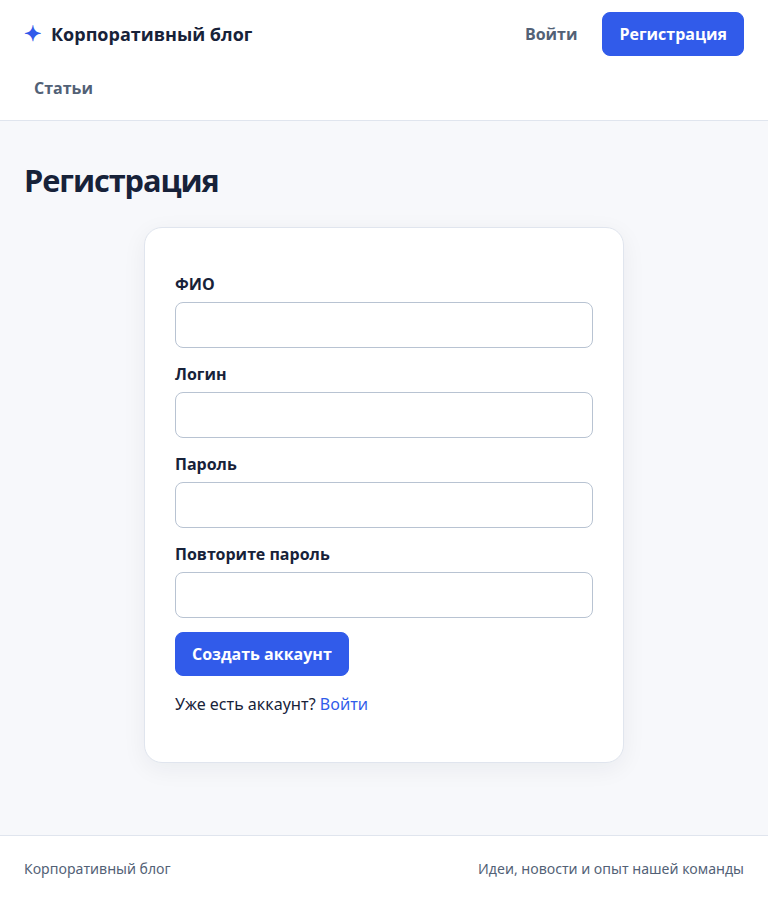 Корпоративный блог
Войти
Регистрация
Статьи
Регистрация
ФИО
Логин
Пароль
Повторите пароль
Создать аккаунт
Уже есть аккаунт? Войти
Корпоративный блог
Идеи, новости и опыт нашей команды